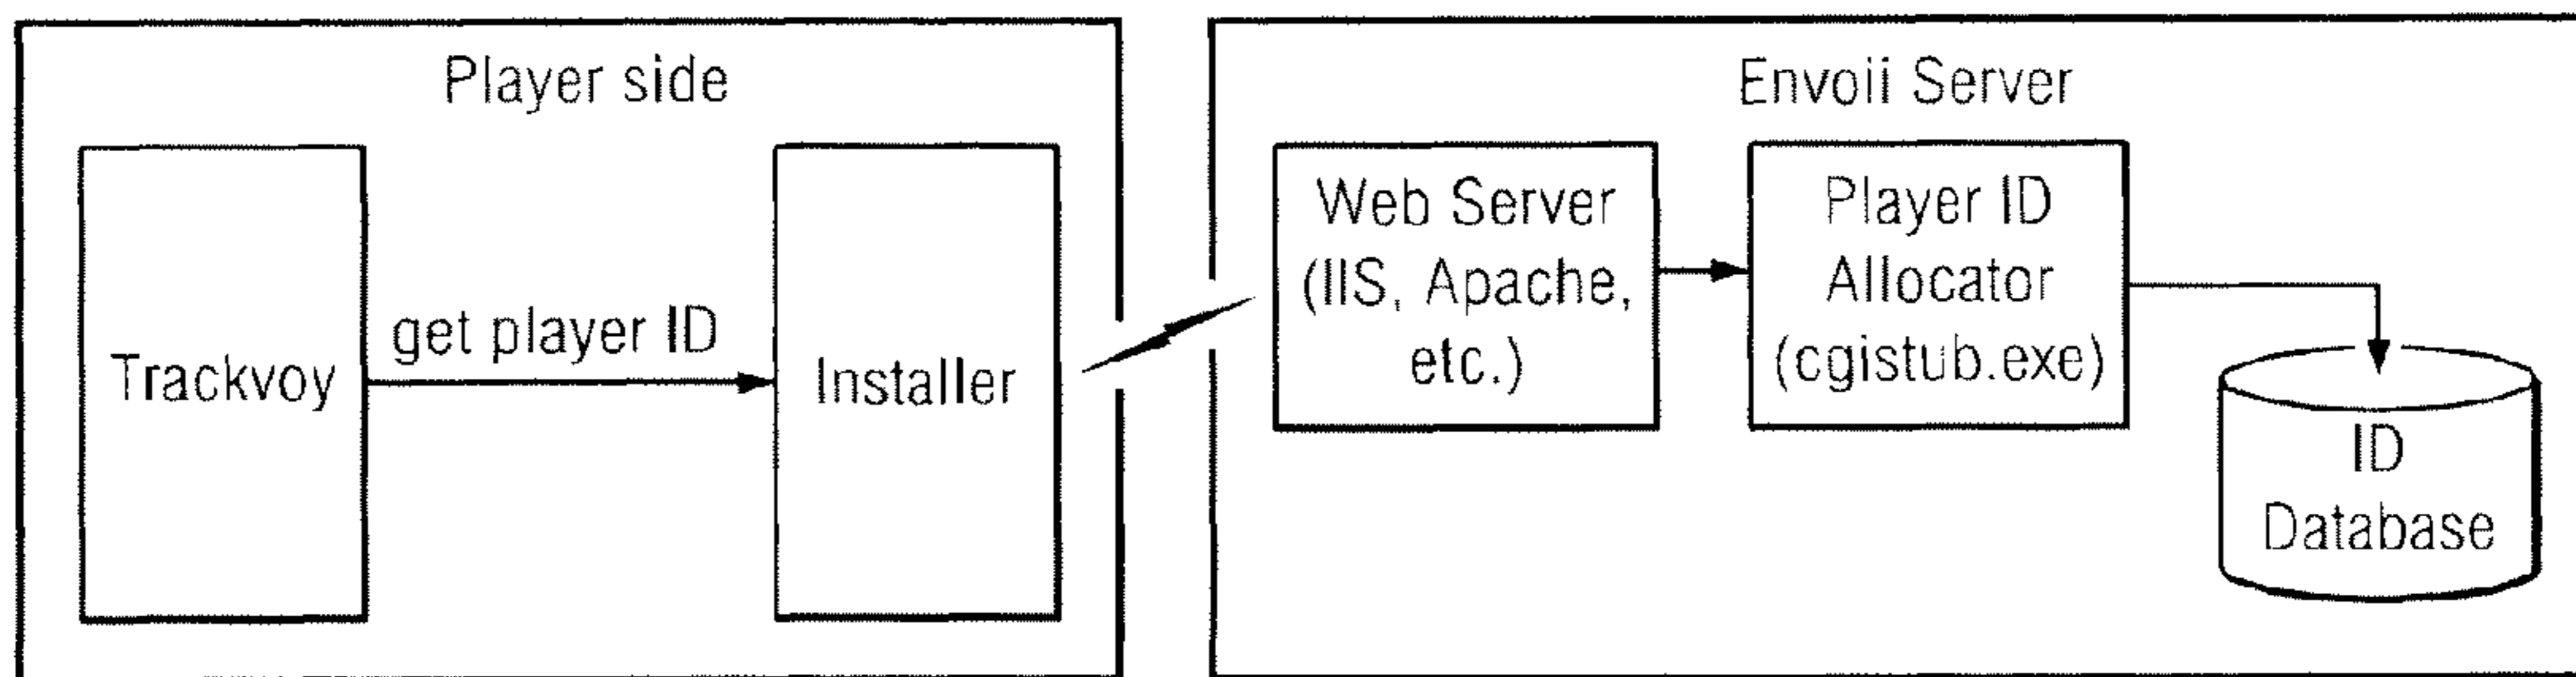 Player side
Trackvoy
get player ID
Installer
Envoii Server
Web Server
(IIS, Apache,
etc.)
Player ID
Allocator
(cgistub.exe)
ID
Database